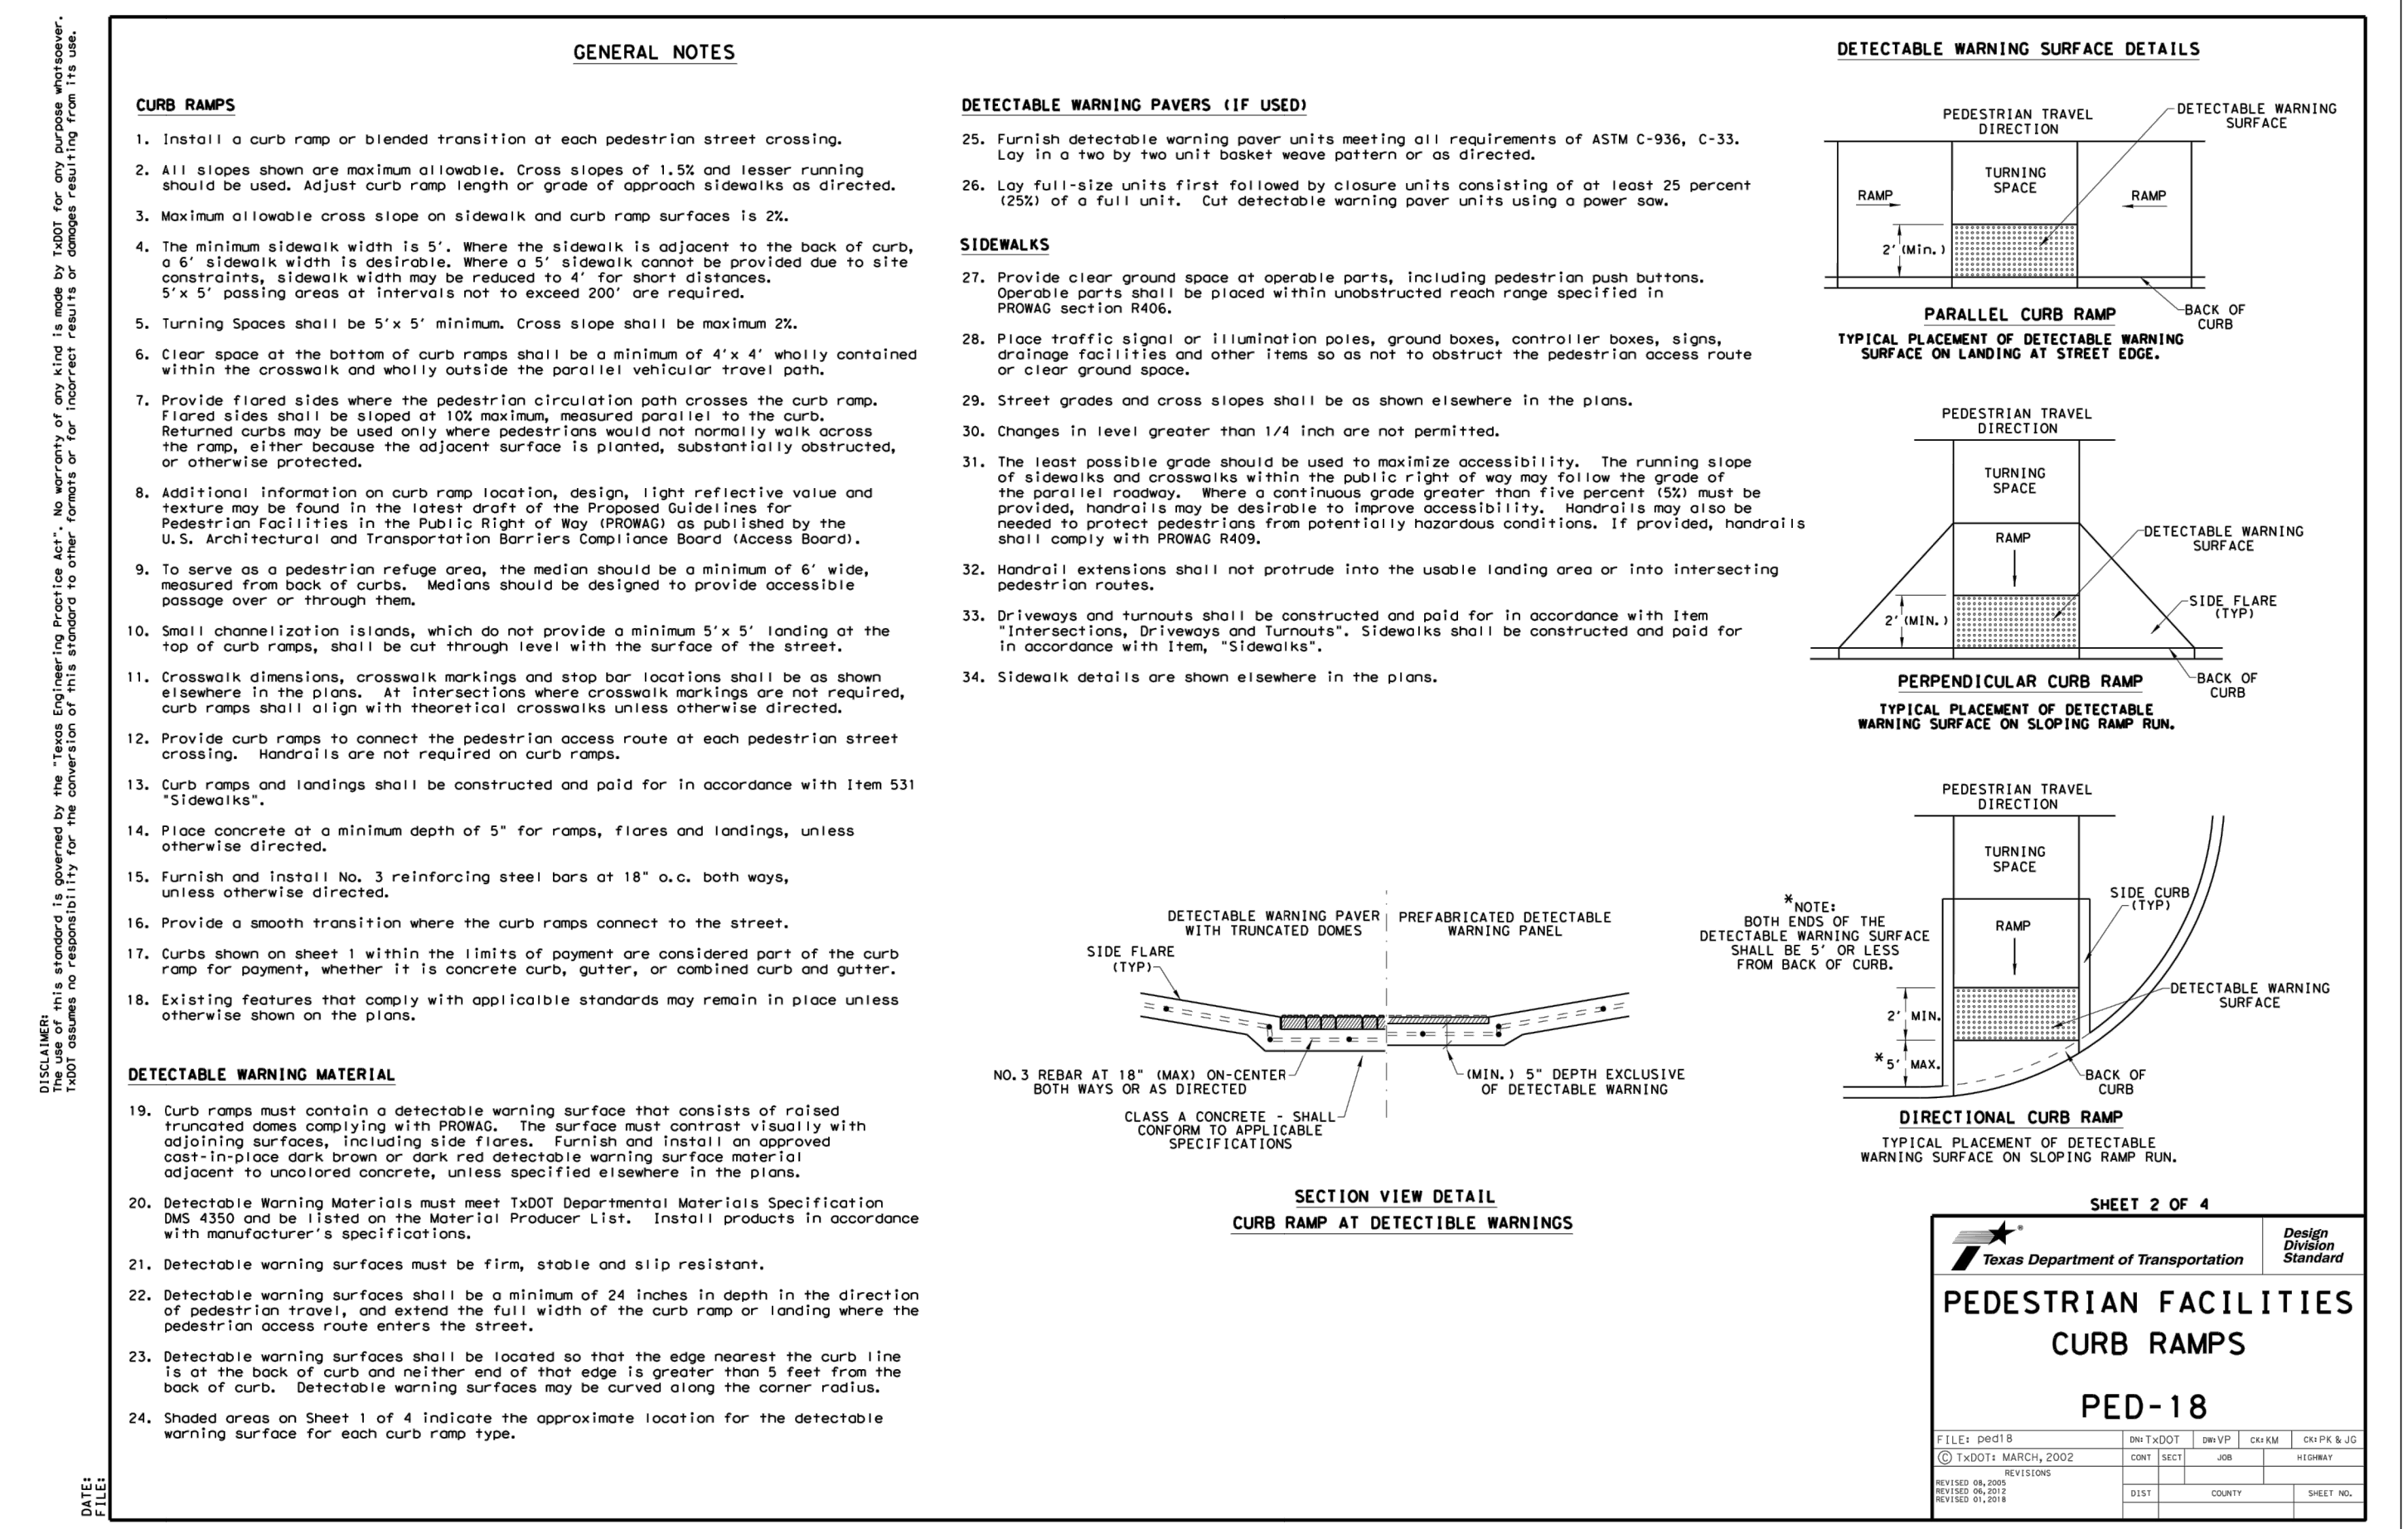 DISCLAIMER:
The use of this standard is governed by the "Texas Engineering Practice Act". No warranty of any kind is made by TxDOT for any purpose whatsoever.
TxDOT assumes no responsibility for the conversion of this standard to other formats or for incorrect results or damages resulting from its use.
DATE:
FILE:
GENERAL NOTES
CURB RAMPS
1. Install a curb ramp or blended transition at each pedestrian street crossing.
2. All slopes shown are maximum allowable. Cross slopes of 1.5% and lesser running
should be used. Adjust curb ramp length or grade of approach sidewalks as directed.
3. Maximum allowable cross slope on sidewalk and curb ramp surfaces is 2%.
4. The minimum sidewalk width is 5'. Where the sidewalk is adjacent to the back of curb,
a 6' sidewalk width is desirable. Where a 5' sidewalk cannot be provided due to site
constraints, sidewalk width may be reduced to 4' for short distances.
5'x 5' passing areas at intervals not to exceed 200' are required.
5. Turning Spaces shall be 5'x 5' minimum. Cross slope shall be maximum 2%.
6. Clear space at the bottom of curb ramps shall be a minimum of 4'x 4' wholly contained
within the crosswalk and wholly outside the parallel vehicular travel path.
7. Provide flared sides where the pedestrian circulation path crosses the curb ramp.
Flared sides shall be sloped at 10% maximum, measured parallel to the curb.
Returned curbs may be used only where pedestrians would not normally walk across
the ramp, either because the adjacent surface is planted, substantially obstructed,
or otherwise protected.
8. Additional information on curb ramp location, design, light reflective value and
texture may be found in the latest draft of the Proposed Guidelines for
Pedestrian Facilities in the Public Right of Way (PROWAG) as published by the
U.S. Architectural and Transportation Barriers Compliance Board (Access Board).
9. To serve as a pedestrian refuge area, the median should be a minimum of 6' wide,
measured from back of curbs. Medians should be designed to provide accessible
passage over or through them.
10. Small channelization islands, which do not provide a minimum 5'x 5' landing at the
top of curb ramps, shall be cut through level with the surface of the street.
11. Crosswalk dimensions, crosswalk markings and stop bar locations shall be as shown
elsewhere in the plans. At intersections where crosswalk markings are not required,
curb ramps shall align with theoretical crosswalks unless otherwise directed.
12. Provide curb ramps to connect the pedestrian access route at each pedestrian street
crossing. Handrails are not required on curb ramps.
13. Curb ramps and landings shall be constructed and paid for in accordance with Item 531
"Sidewalks".
14. Place concrete at a minimum depth of 5" for ramps, flares and landings, unless
otherwise directed.
15. Furnish and install No. 3 reinforcing steel bars at 18" o.c. both ways,
unless otherwise directed.
16. Provide a smooth transition where the curb ramps connect to the street.
17. Curbs shown on sheet 1 within the limits of payment are considered part of the curb
ramp for payment, whether it is concrete curb, gutter, or combined curb and gutter.
18. Existing features that comply with applicalble standards may remain in place unless
otherwise shown on the plans.
DETECTABLE WARNING MATERIAL
19. Curb ramps must contain a detectable warning surface that consists of raised
truncated domes complying with PROWAG. The surface must contrast visually with
adjoining surfaces, including side flares. Furnish and install an approved
cast-in-place dark brown or dark red detectable warning surface material
adjacent to uncolored concrete, unless specified elsewhere in the plans.
20. Detectable Warning Materials must meet TxDOT Departmental Materials Specification
DMS 4350 and be listed on the Material Producer List. Install products in accordance
with manufacturer's specifications.
21. Detectable warning surfaces must be firm, stable and slip resistant.
22. Detectable warning surfaces shall be a minimum of 24 inches in depth in the direction
of pedestrian travel, and extend the full width of the curb ramp or landing where the
pedestrian access route enters the street.
23. Detectable warning surfaces shall be located so that the edge nearest the curb line
is at the back of curb and neither end of that edge is greater than 5 feet from the
back of curb. Detectable warning surfaces may be curved along the corner radius.
24. Shaded areas on Sheet 1 of 4 indicate the approximate location for the detectable
warning surface for each curb ramp type.
DETECTABLE WARNING PAVERS (IF USED)
25. Furnish detectable warning paver units meeting all requirements of ASTM C-936, C-33.
Lay in a two by two unit basket weave pattern or as directed.
26. Lay full-size units first followed by closure units consisting of at least 25 percent
(25%) of a full unit. Cut detectable warning paver units using a power saw.
SIDEWALKS
27. Provide clear ground space at operable parts, including pedestrian push buttons.
Operable parts shall be placed within unobstructed reach range specified in
PROWAG section R406.
28. Place traffic signal or illumination poles, ground boxes, controller boxes, signs,
drainage facilities and other items so as not to obstruct the pedestrian access route
or clear ground space.
29. Street grades and cross slopes shall be as shown elsewhere in the plans.
30. Changes in level greater than 1/4 inch are not permitted.
31. The least possible grade should be used to maximize accessibility. The running slope
of sidewalks and crosswalks within the public right of way may follow the grade of
the parallel roadway. Where a continuous grade greater than five percent (5%) must be
provided, handrails may be desirable to improve accessibility. Handrails may also be
needed to protect pedestrians from potentially hazardous conditions. If provided, handrails
shall comply with PROWAG R409.
32. Handrail extensions shall not protrude into the usable landing area or into intersecting
pedestrian routes.
33. Driveways and turnouts shall be constructed and paid for in accordance with Item
"Intersections, Driveways and Turnouts". Sidewalks shall be constructed and paid for
in accordance with Item, "Sidewalks".
34. Sidewalk details are shown elsewhere in the plans.
DETECTABLE WARNING PAVER
WITH TRUNCATED DOMES
PREFABRICATED DETECTABLE
WARNING PANEL
SIDE FLARE
(TYP)
NO.3 REBAR AT 18" (MAX) ON-CENTER
BOTH WAYS OR AS DIRECTED
(MIN.) 5" DEPTH EXCLUSIVE
OF DETECTABLE WARNING
CLASS A CONCRETE - SHALL
CONFORM TO APPLICABLE
SPECIFICATIONS
SECTION VIEW DETAIL
CURB RAMP AT DETECTIBLE WARNINGS
DETECTABLE WARNING SURFACE DETAILS
PEDESTRIAN TRAVEL
DIRECTION
DETECTABLE WARNING
SURFACE
TURNING
SPACE
RAMP
RAMP
2' (Min.)
BACK OF
CURB
PARALLEL CURB RAMP
TYPICAL PLACEMENT OF DETECTABLE WARNING
SURFACE ON LANDING AT STREET EDGE.
PEDESTRIAN TRAVEL
DIRECTION
TURNING
SPACE
RAMP
DETECTABLE WARNING
SURFACE
2' (MIN.)
SIDE FLARE
(TYP)
BACK OF
CURB
PERPENDICULAR CURB RAMP
TYPICAL PLACEMENT OF DETECTABLE
WARNING SURFACE ON SLOPING RAMP RUN.
PEDESTRIAN TRAVEL
DIRECTION
TURNING
SPACE
SIDE CURB
(TYP)
*NOTE:
BOTH ENDS OF THE
DETECTABLE WARNING SURFACE
SHALL BE 5' OR LESS
FROM BACK OF CURB.
RAMP
DETECTABLE WARNING
SURFACE
2' MIN.
*5' MAX.
BACK OF
CURB
DIRECTIONAL CURB RAMP
TYPICAL PLACEMENT OF DETECTABLE
WARNING SURFACE ON SLOPING RAMP RUN.
SHEET 2 OF 4
®
Texas Department of Transportation
Design
Division
Standard
PEDESTRIAN FACILITIES
CURB RAMPS
PED-18
FILE: ped18
DN: TxDOT
DW: VP
CK: KM
CK: PK & JG
© TxDOT: MARCH, 2002
CONT
SECT
JOB
HIGHWAY
REVISIONS
REVISED 08,2005
REVISED 06,2012
REVISED 01,2018
DIST
COUNTY
SHEET NO.